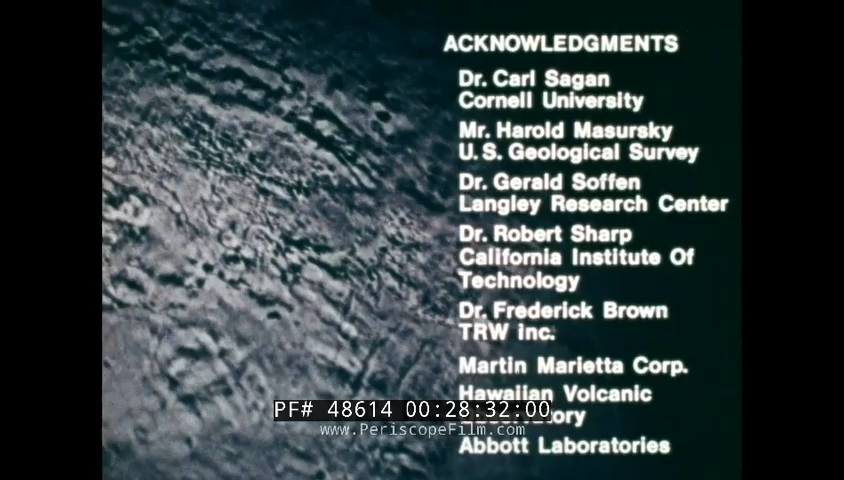 ACKNOWLEDGMENTS
Dr. Carl Sagan
Cornell University
Mr. Harold Masursky
U.S. Geological Survey
Dr. Gerald Soffen
Langley Research Center
Dr. Robert Sharp
California Institute Of
Technology
Dr. Frederick Brown
TRW Inc.
Martin Marietta Corp.
Hawaiian Volcanic
PF# 48614 00:28:32:00
www.PeriscopeFilm.com
Abbott Laboratories